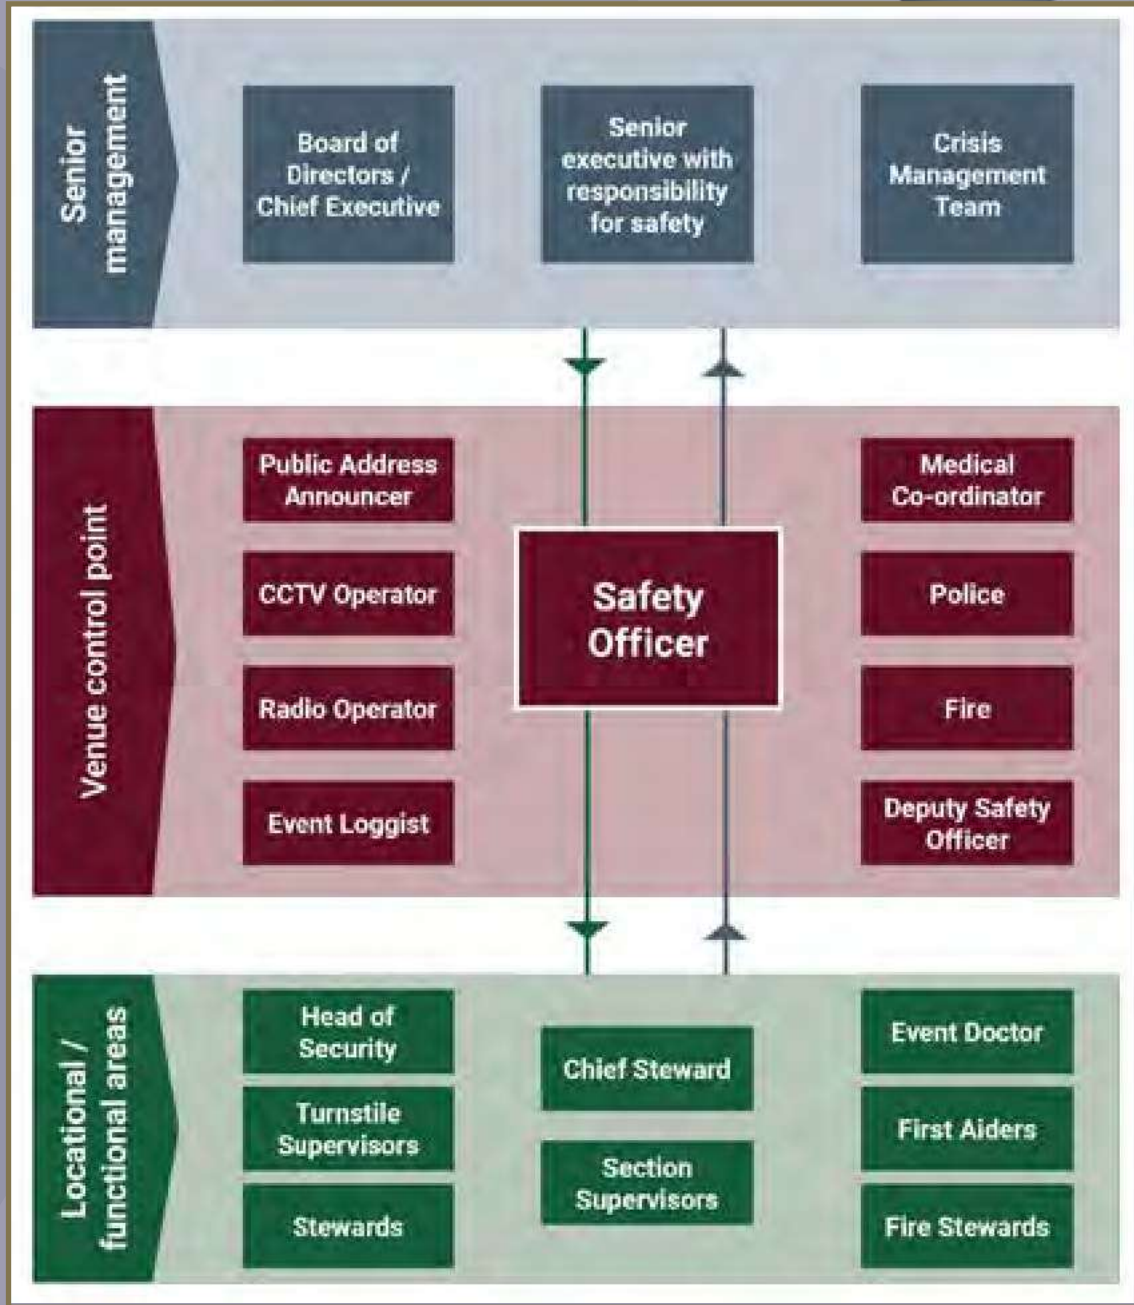 Senior
management
Board of
Directors /
Chief Executive
Senior
executive with
responsibility
for safety
Crisis
Management
Team
Venue control point
Public Address
Announcer
CCTV Operator
Radio Operator
Event Loggist
Safety
Officer
Medical
Co-ordinator
Police
Fire
Deputy Safety
Officer
Locational /
functional areas
Head of
Security
Turnstile
Supervisors
Stewards
Chief Steward
Section
Supervisors
Event Doctor
First Aiders
Fire Stewards